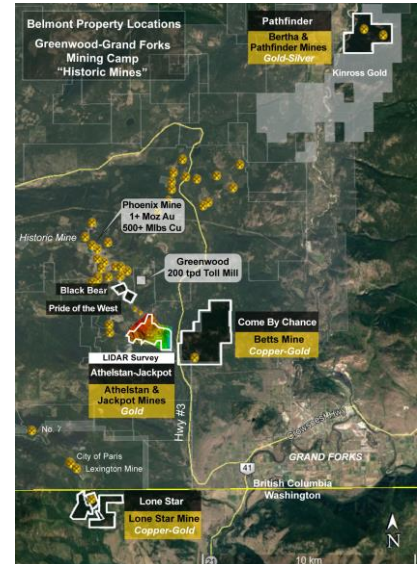 Belmont Property Locations
Greenwood-Grand Forks
Mining Camp
“Historic Mines”
Pathfinder
Bertha &
Pathfinder Mines
Gold-Silver
Kinross Gold
Phoenix Mine
1+ Moz Au
500+ Mlbs Cu
Historic Mine
Greenwood
200 tpd Toll Mill
Black Bear
Pride of the West
Come By Chance
Betts Mine
Copper-Gold
LIDAR Survey
Athelstan-Jackpot
Athelstan &
Jackpot Mines
Gold
Hwy #3
Crowsnest Hwy
No. 7
City of Paris
Lexington Mine
GRAND FORKS
41
British Columbia
Washington
Lone Star
Lone Star Mine
Copper-Gold
N
10 km